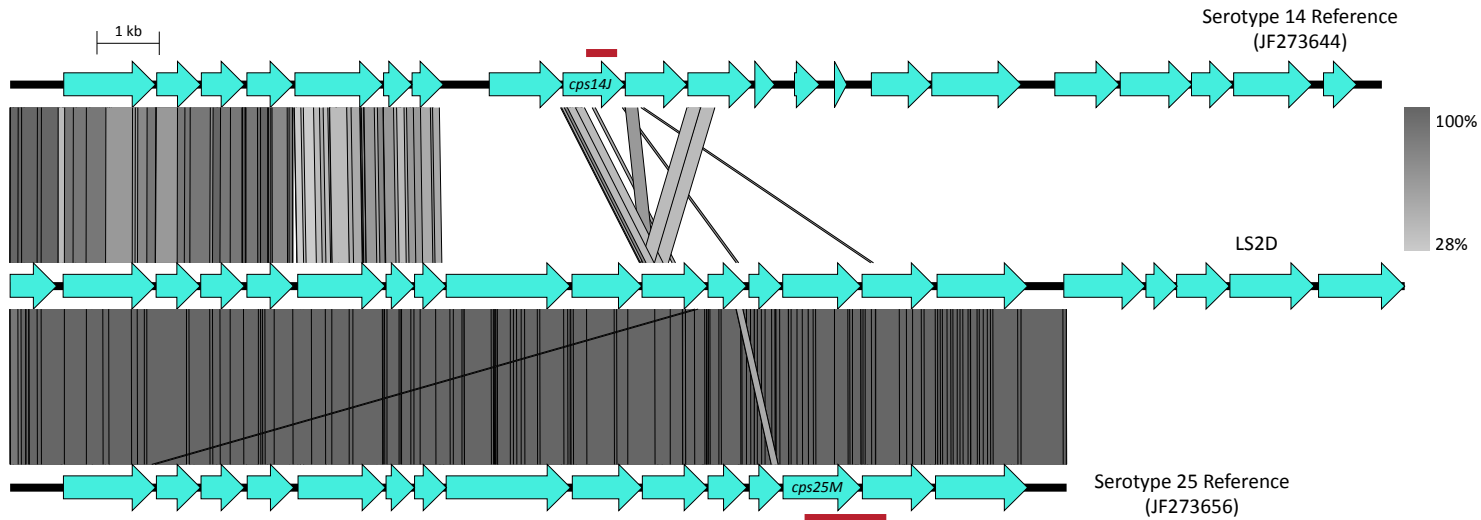 Serotype 14 Reference
(JF273644)
1 kb
cps14J
100%
28%
LS2D
cps25M
Serotype 25 Reference
(JF273656)